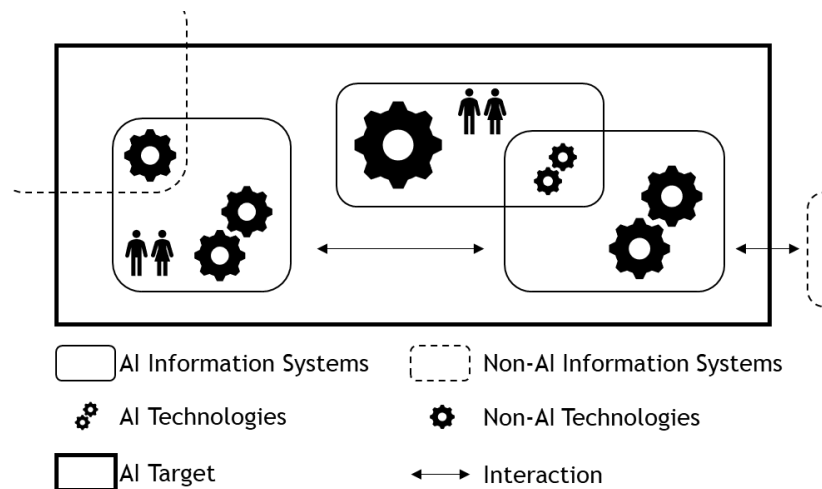 AI Information Systems
Non-AI Information Systems
AI Technologies
Non-AI Technologies
AI Target
Interaction